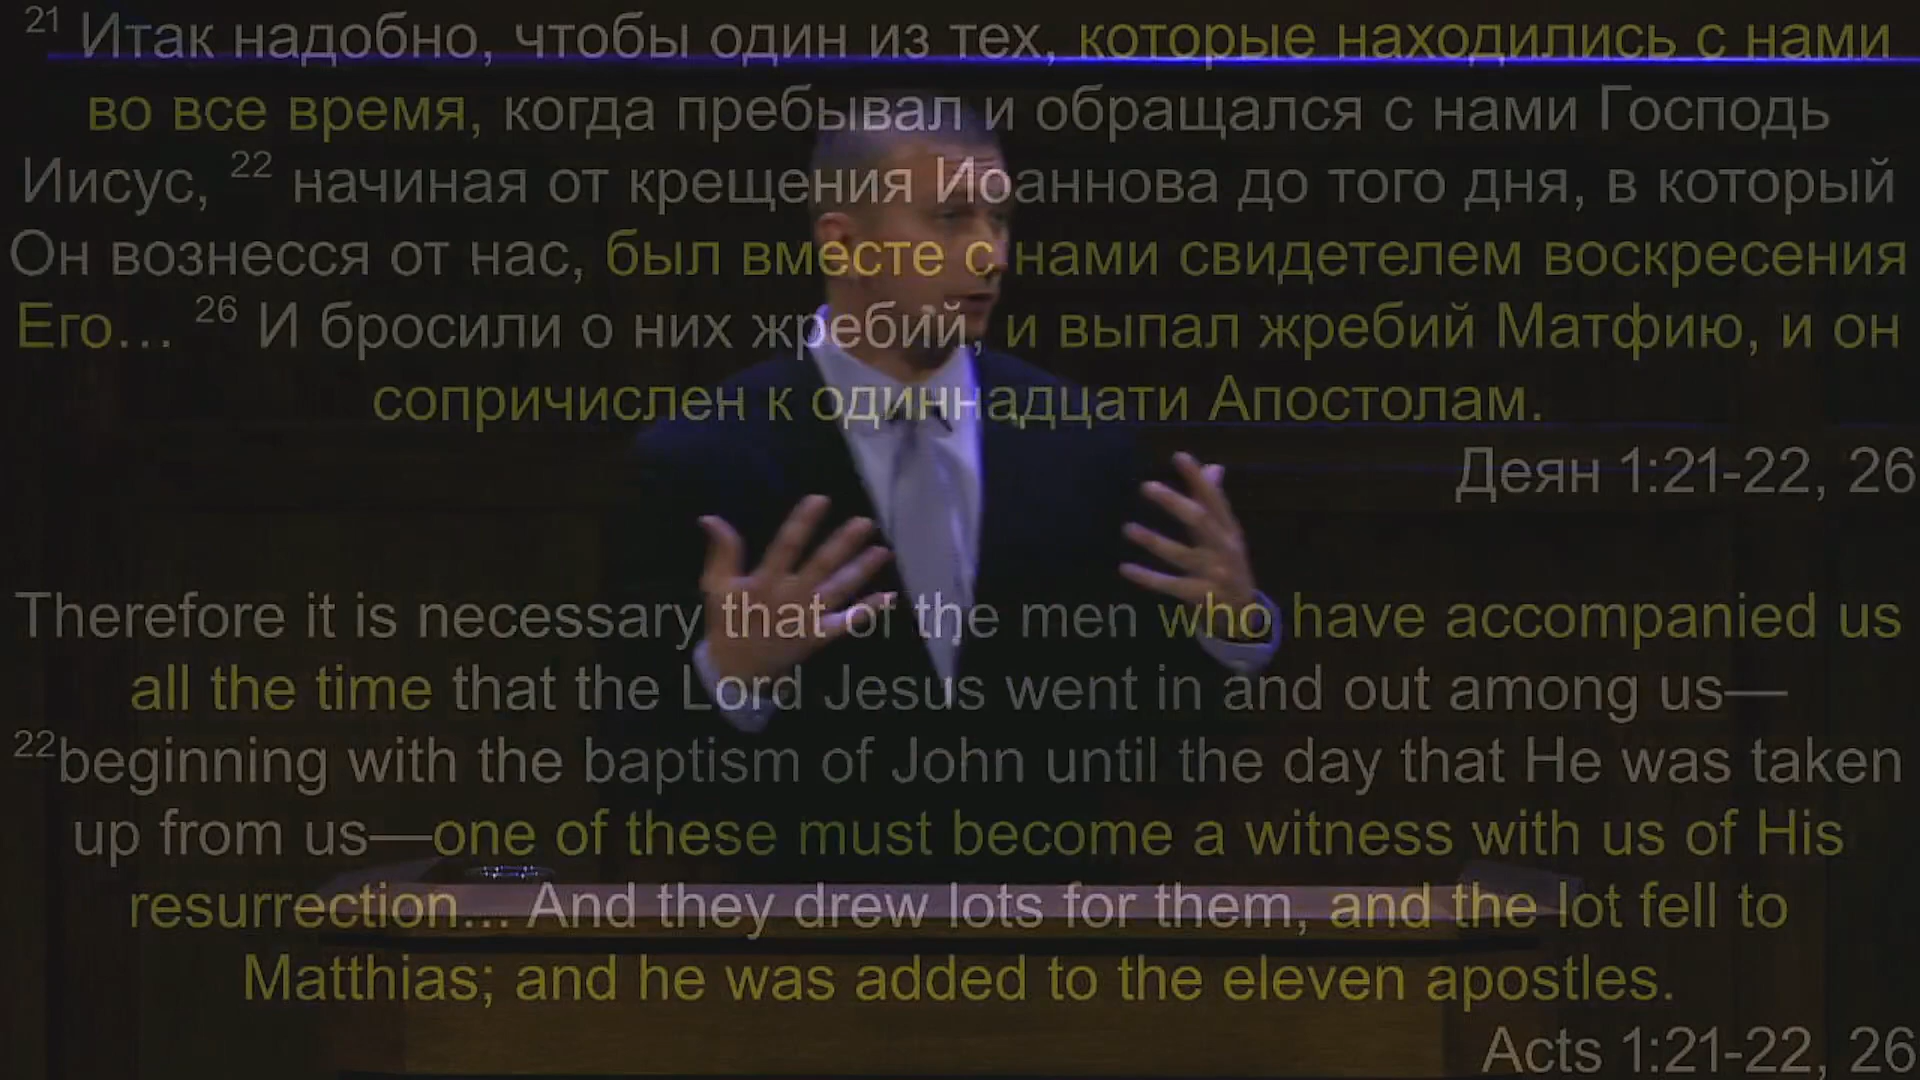 21 Итак надобно, чтобы один из тех, которые находились с нами
во все время, когда пребывал и обращался с нами Господь
Иисус, 22 начиная от крещения Иоаннова до того дня, в который
Он вознесся от нас, был вместе с нами свидетелем воскресения
Его... 26 И бросили о них жребий, и выпал жребий Матфию, и он
сопричислен к одиннадцати Апостолам.
Деян 1:21-22, 26
Therefore it is necessary that of the men who have accompanied us
all the time that the Lord Jesus went in and out among us—
22beginning with the baptism of John until the day that He was taken
up from us—one of these must become a witness with us of His
resurrection... And they drew lots for them, and the lot fell to
Matthias; and he was added to the eleven apostles.
Acts 1:21-22, 26